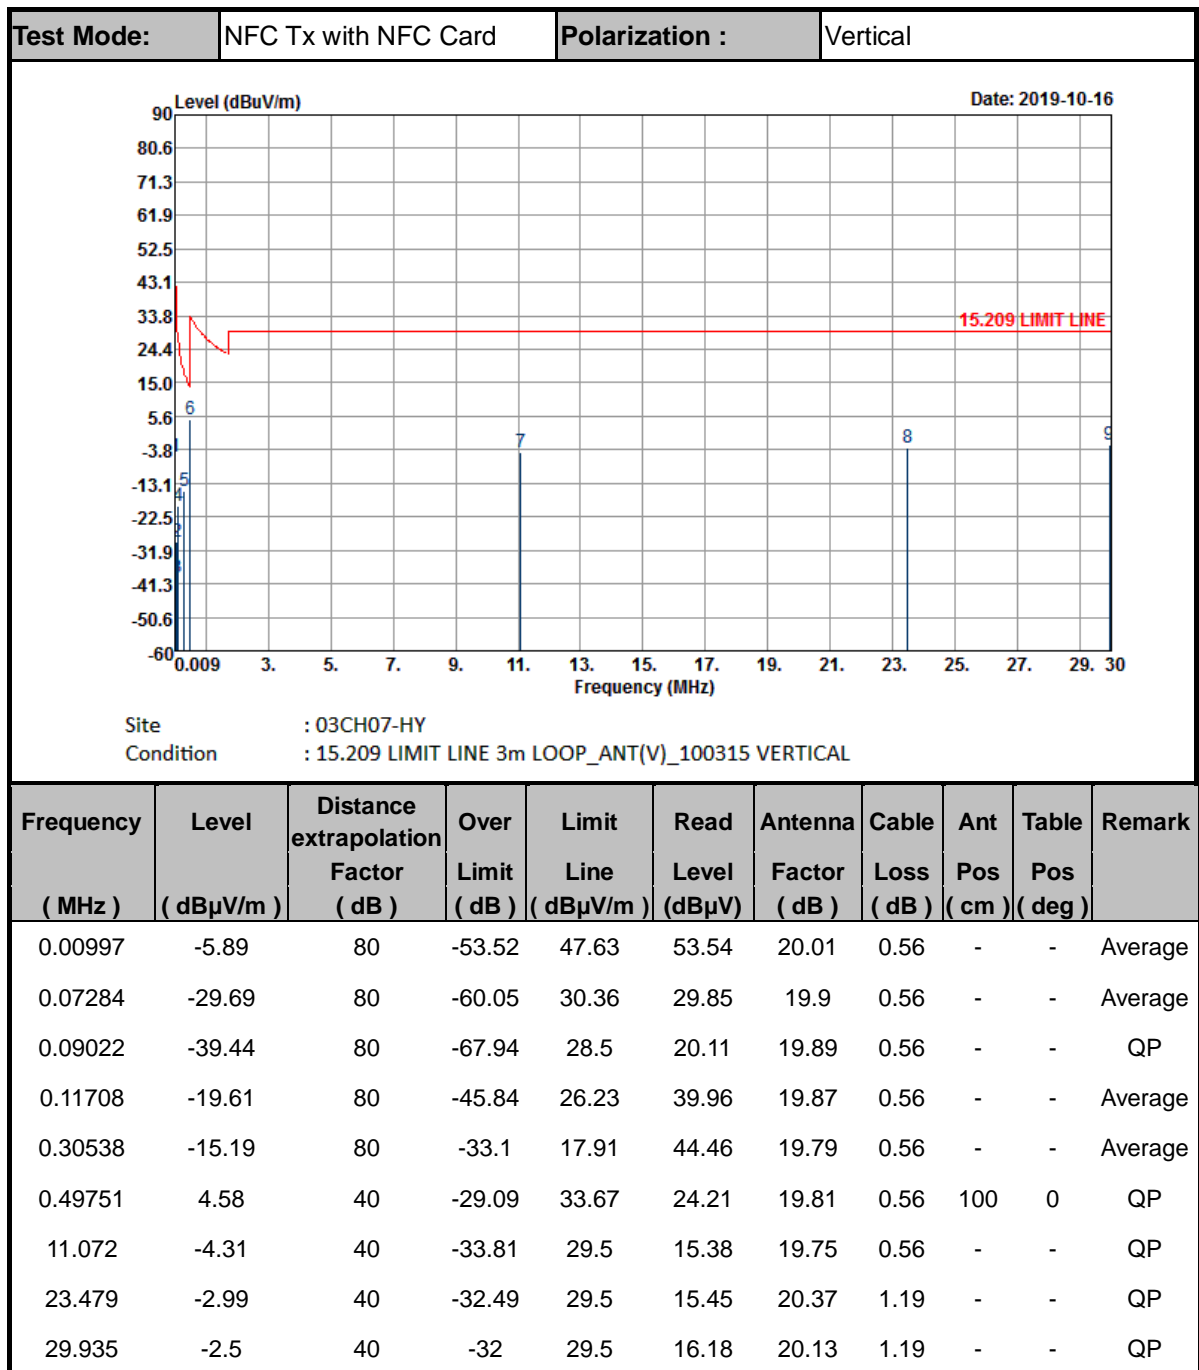 Test Mode: NFC Tx with NFC Card Polarization : Vertical
Level (dBuV/m) Date: 2019-10-16
90
80.6
71.3
61.9
52.5
43.1
33.8
15.209 LIMIT LINE
24.4
15.0
6
5.6
7 8 9
1
-3.8
5
-13.1
4
-22.5
2
-31.9
3
-41.3
-50.6
-60
0.009 3. 5. 7. 9. 11. 13. 15. 17. 19. 21. 23. 25. 27. 29. 30
Frequency (MHz)
Site : 03CH07-HY
Condition : 15.209 LIMIT LINE 3m LOOP_ANT(V)_100315 VERTICAL
Frequency Level Distance extrapolation Over Limit Read Antenna Cable Ant Table Remark
Factor Limit Line Level Factor Loss Pos Pos
( MHz ) ( dBµV/m ) ( dB ) ( dB ) ( dBµV/m ) (dBµV) ( dB ) ( dB ) ( cm ) ( deg )
0.00997 -5.89 80 -53.52 47.63 53.54 20.01 0.56 - - Average
0.07284 -29.69 80 -60.05 30.36 29.85 19.9 0.56 - - Average
0.09022 -39.44 80 -67.94 28.5 20.11 19.89 0.56 - - QP
0.11708 -19.61 80 -45.84 26.23 39.96 19.87 0.56 - - Average
0.30538 -15.19 80 -33.1 17.91 44.46 19.79 0.56 - - Average
0.49751 4.58 40 -29.09 33.67 24.21 19.81 0.56 100 0 QP
11.072 -4.31 40 -33.81 29.5 15.38 19.75 0.56 - - QP
23.479 -2.99 40 -32.49 29.5 15.45 20.37 1.19 - - QP
29.935 -2.5 40 -32 29.5 16.18 20.13 1.19 - - QP